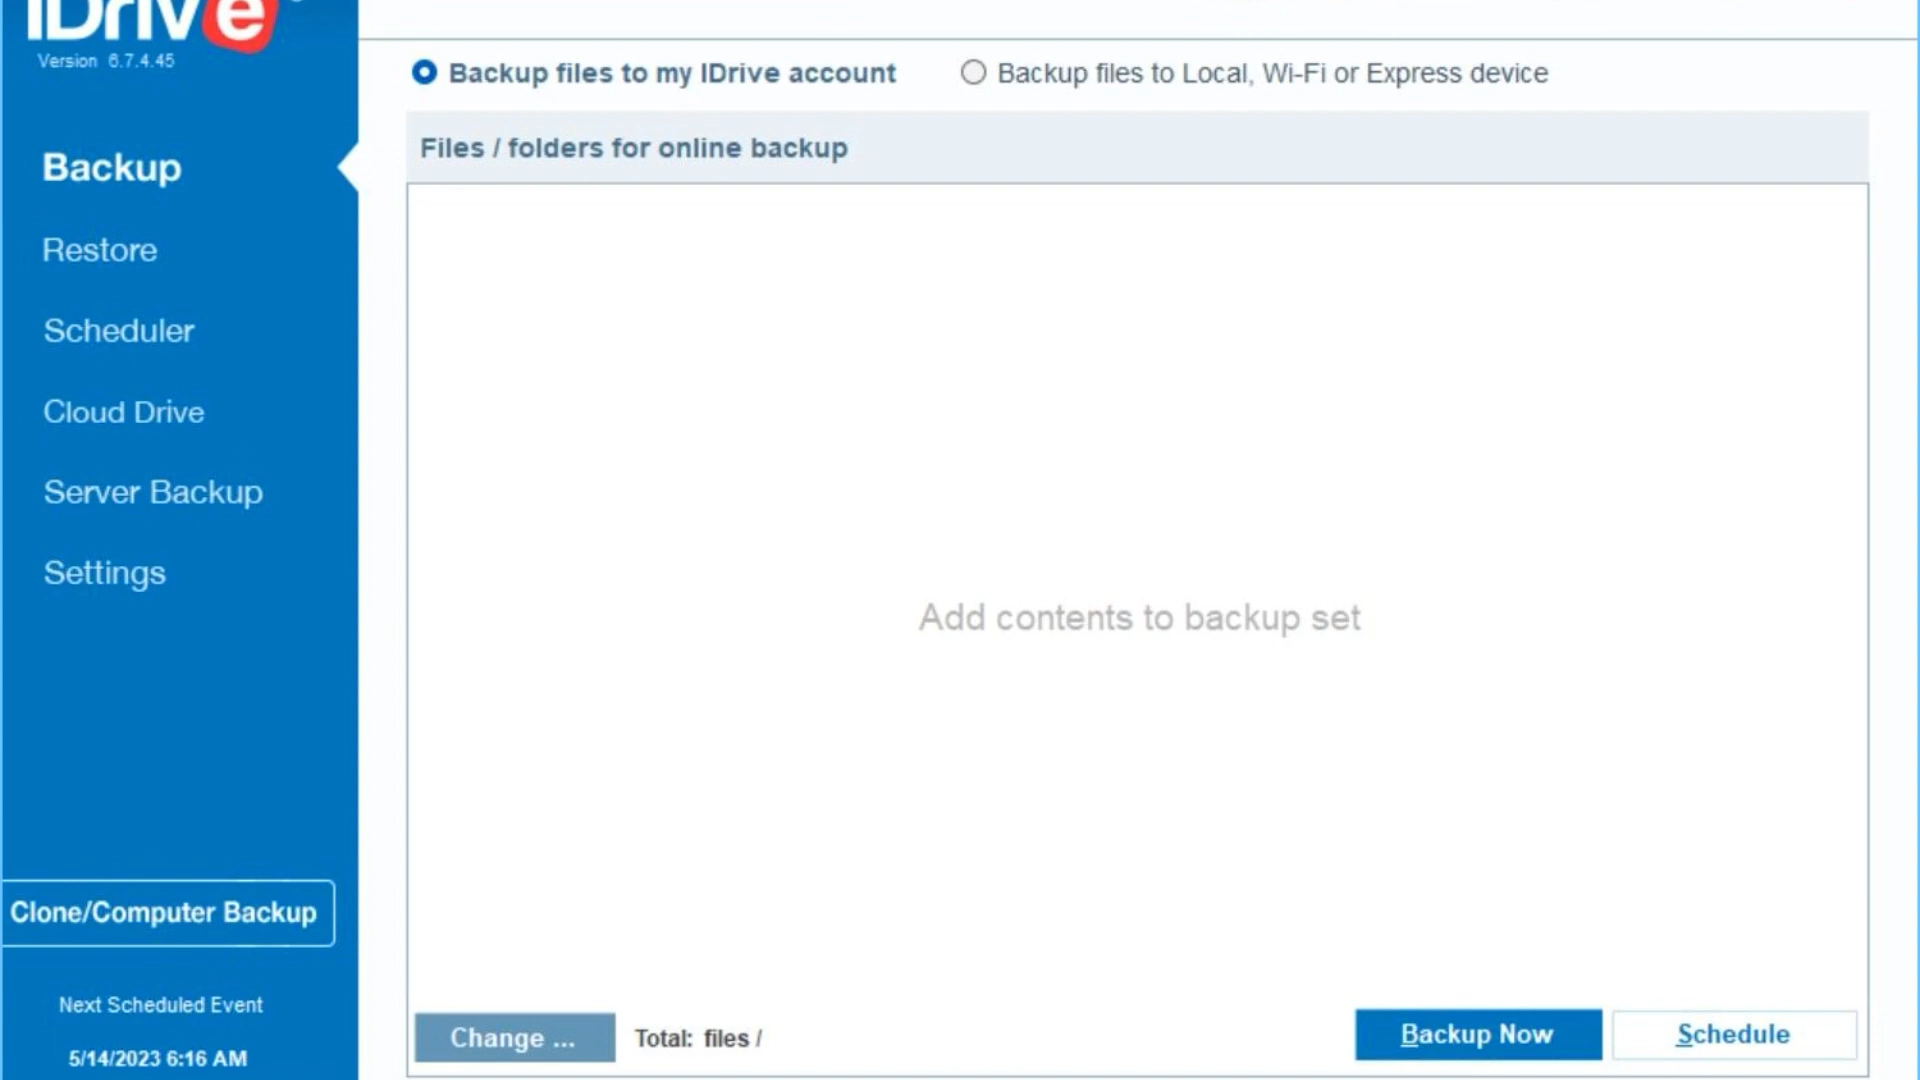 IDrive
Version 6.7.4.45
Backup files to my IDrive account
Backup files to Local, Wi-Fi or Express device
Backup
Files / folders for online backup
Restore
Scheduler
Cloud Drive
Server Backup
Settings
Add contents to backup set
Clone/Computer Backup
Next Scheduled Event
5/14/2023 6:16 AM
Change ...
Total: files /
Backup Now
Schedule